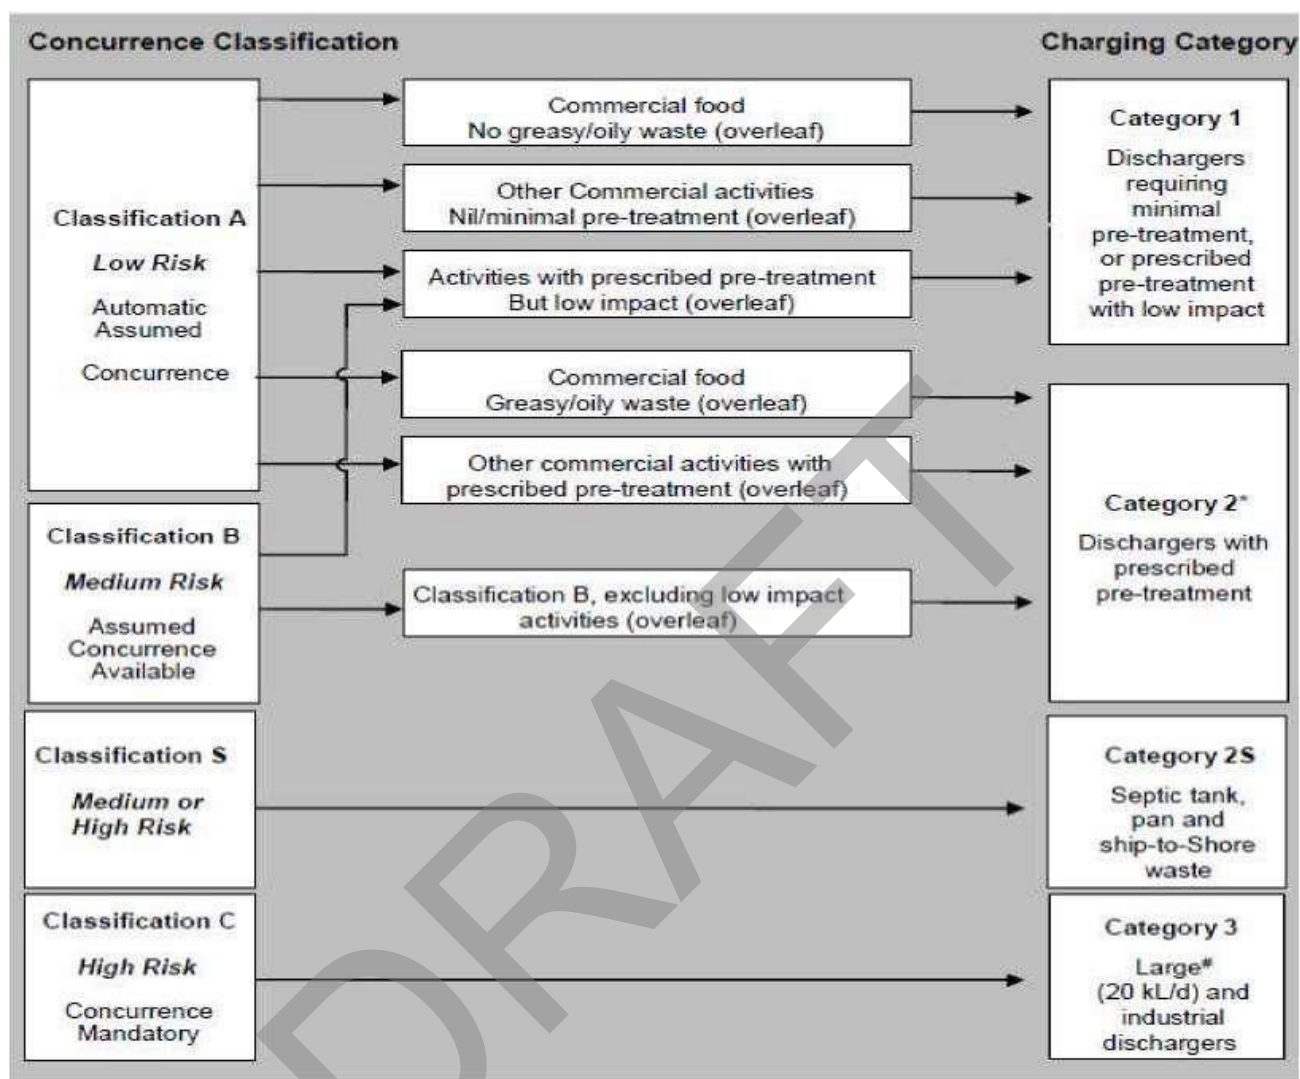 Concurrence Classification
Charging Category
Classification A
Low Risk
Automatic
Assumed
Concurrence
Classification B
Medium Risk
Assumed
Concurrence
Available
Classification S
Medium or
High Risk
Classification C
High Risk
Concurrence
Mandatory
Commercial food
No greasy/oily waste (overleaf)
Other Commercial activities
Nil/minimal pre-treatment (overleaf)
Activities with prescribed pre-treatment
But low impact (overleaf)
Commercial food
Greasy/oily waste (overleaf)
Other commercial activities with
prescribed pre-treatment (overleaf)
Classification B, excluding low impact
activities (overleaf)
Category 1
Dischargers
requiring
minimal
pre-treatment,
or prescribed
pre-treatment
with low impact
Category 2*
Dischargers with
prescribed
pre-treatment
Category 2S
Septic tank,
pan and
ship-to-Shore
waste
Category 3
Large#
(20 kL/d) and
industrial
dischargers
DRAFT